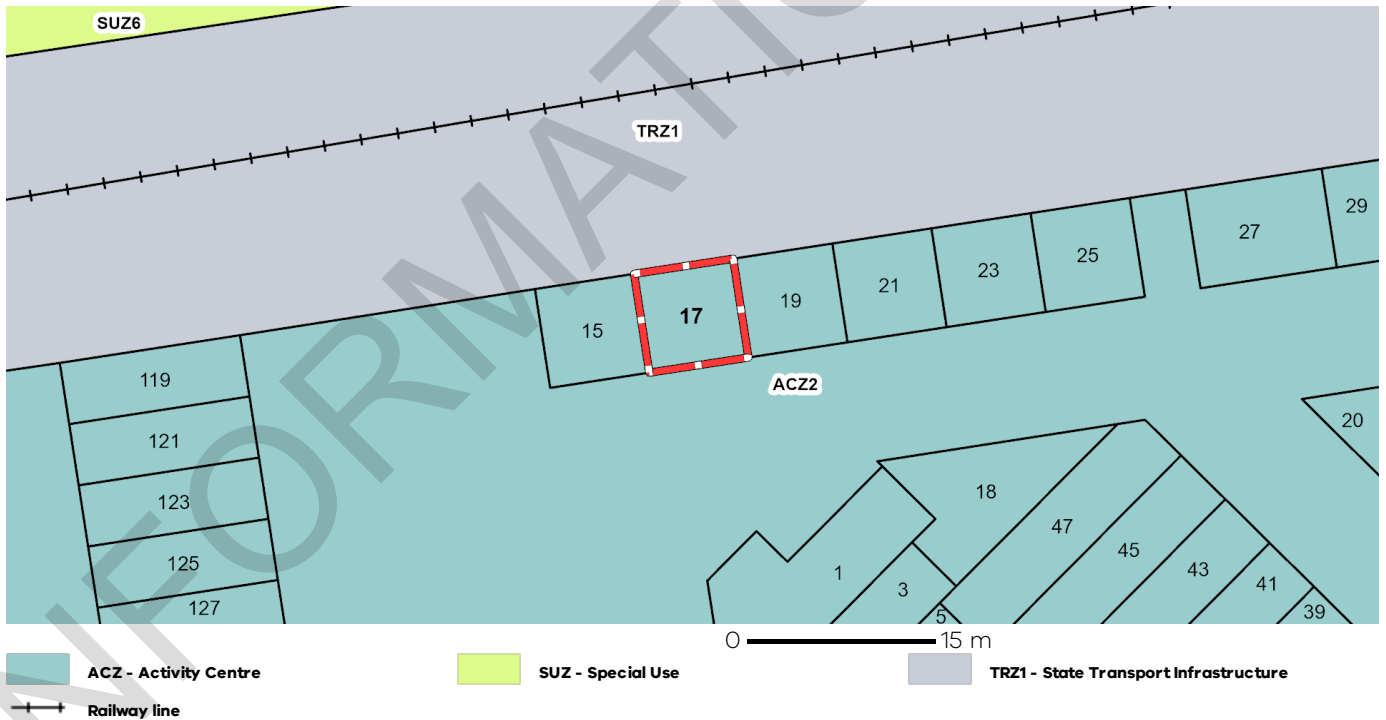 SUZ6
TRZ1
29
27
25
23
21
19
17
15
119
ACZ2
20
121
18
123
47
45
125
43
1
41
3
127
39
5
0 15 m
ACZ - Activity Centre
SUZ - Special Use
TRZ1 - State Transport Infrastructure
Railway line